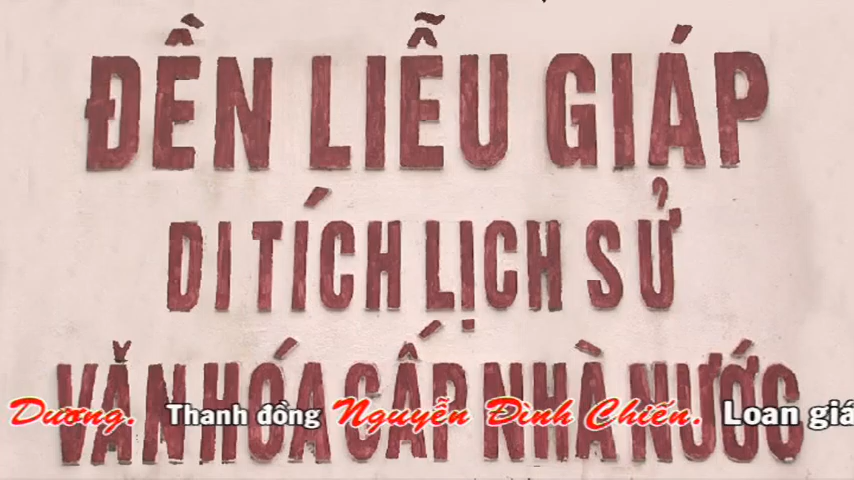 ĐỀN LIỄU GIÁP
DI TÍCH LỊCH SỬ
VĂN HÓA CẤP NHÀ NƯỚC
Dương. Thanh đồng Nguyễn Đình Chiến. Loan giá